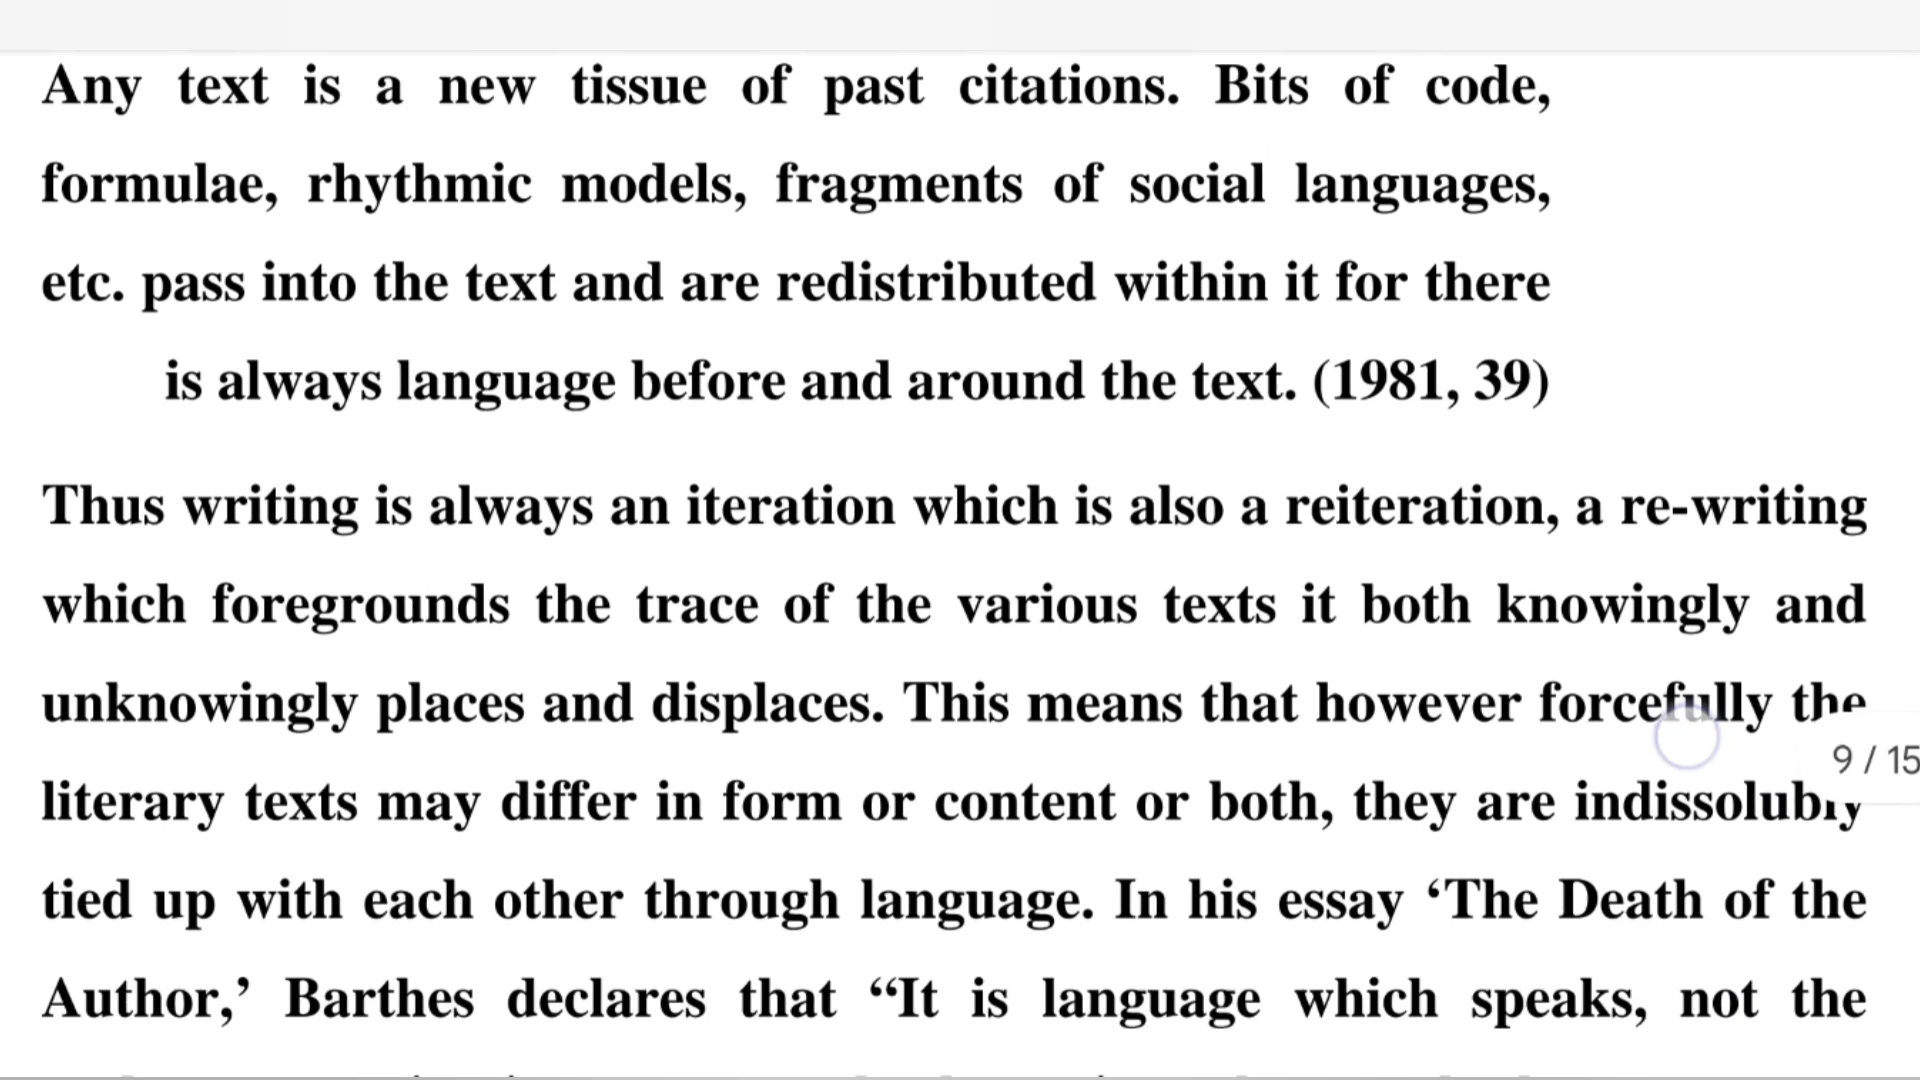 Any text is a new tissue of past citations. Bits of code,
formulae, rhythmic models, fragments of social languages,
etc. pass into the text and are redistributed within it for there
is always language before and around the text. (1981, 39)
Thus writing is always an iteration which is also a reiteration, a re-writing
which foregrounds the trace of the various texts it both knowingly and
unknowingly places and displaces. This means that however forcefully the
9 / 15
literary texts may differ in form or content or both, they are indissolubly
tied up with each other through language. In his essay ‘The Death of the
Author,’ Barthes declares that “It is language which speaks, not the